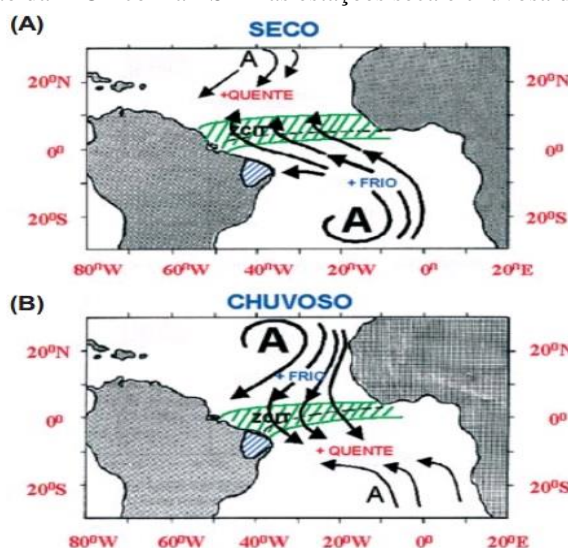 (A)
SECO
20ºN
0º
20ºS
A
+QUENTE
ZCIT
+ FRIO
A
20ºN
0º
20ºS
80ºW 60ºW 40ºW 20ºW 0º 20ºE
(B)
CHUVOSO
20ºN
0º
20ºS
A
+ FRIO
ZCIT
+ QUENTE
A
20ºN
0º
20ºS
80ºW 60ºW 40ºW 20ºW 0º 20ºE